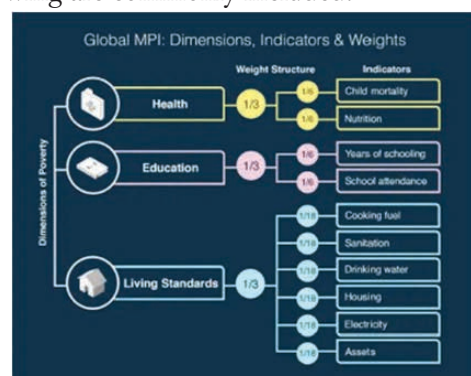 are commonly included.
Global MPI: Dimensions, Indicators & Weights
Weight Structure
Indicators
Dimensions of Poverty
Health
1/3
1/6
Child mortality
1/6
Nutrition
Education
1/3
1/6
Years of schooling
1/6
School attendance
Living Standards
1/3
1/18
Cooking fuel
1/18
Sanitation
1/18
Drinking water
1/18
Housing
1/18
Electricity
1/18
Assets